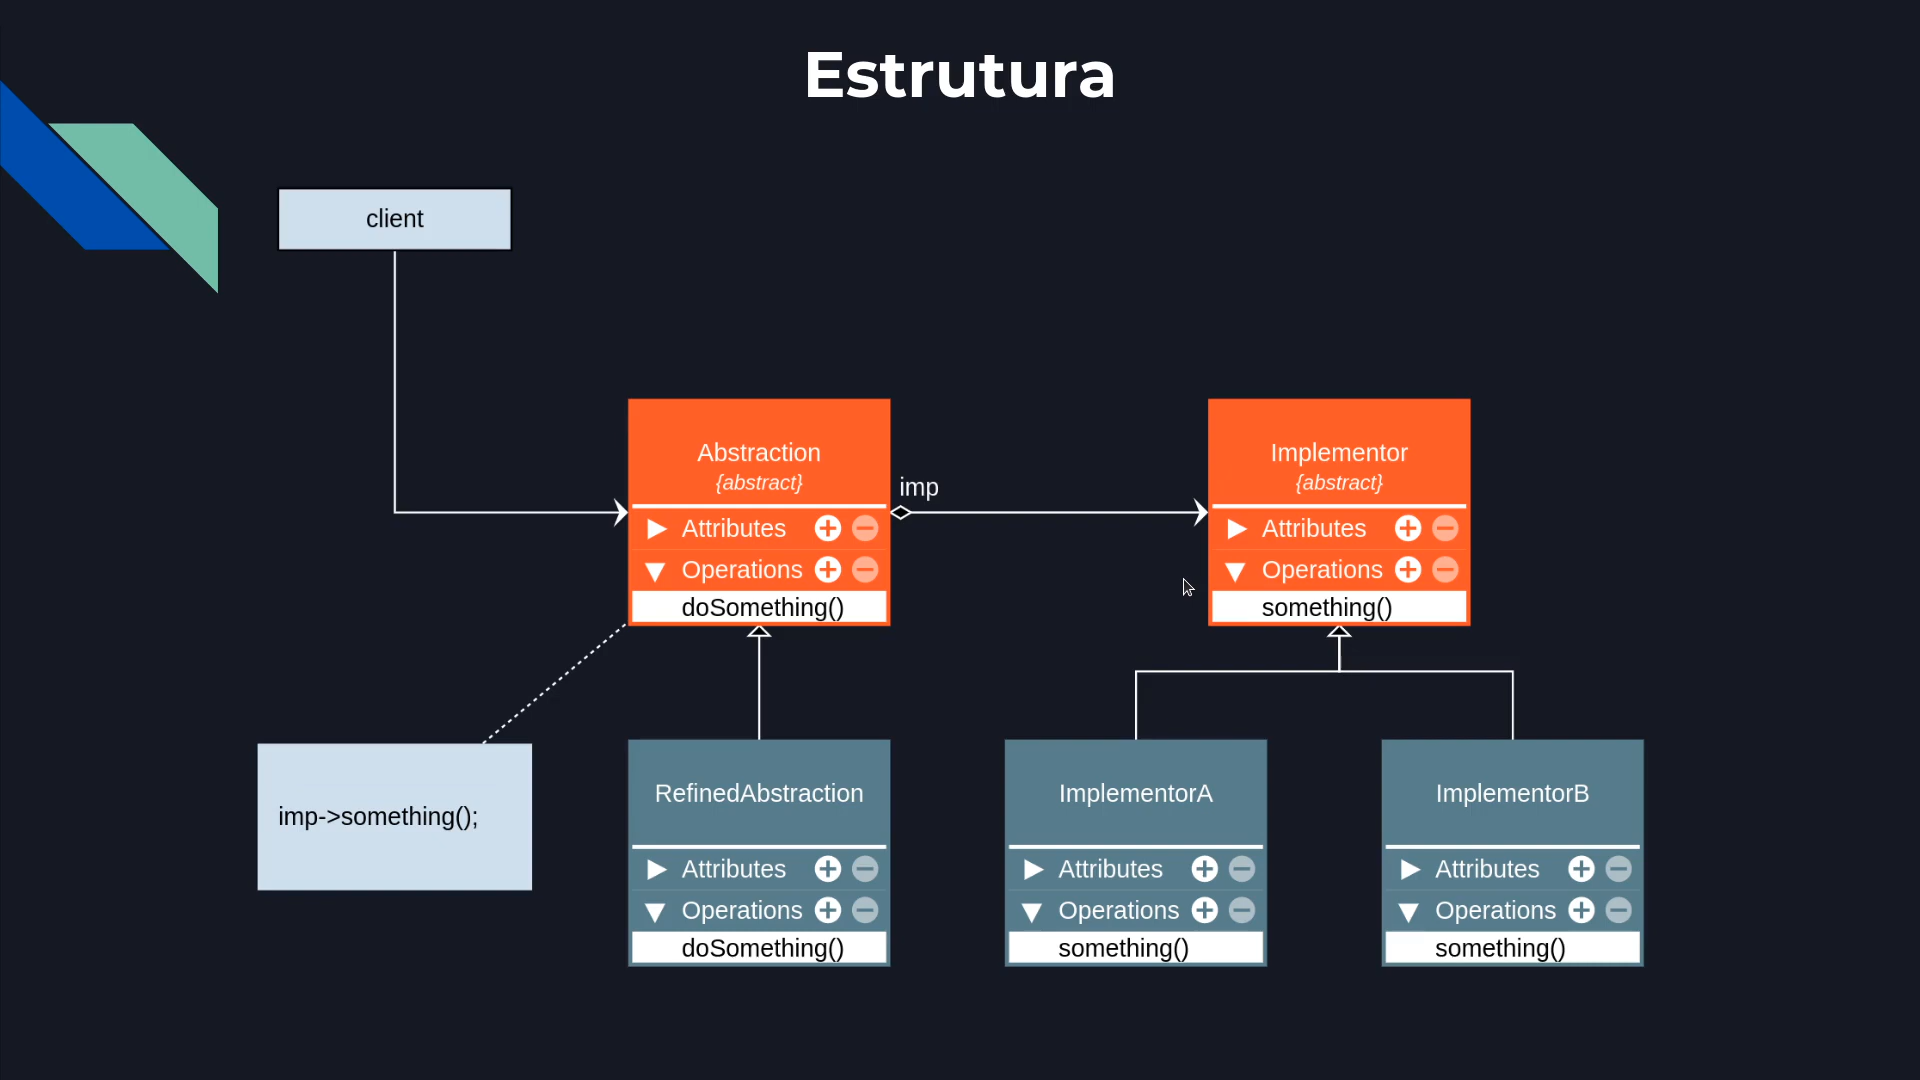 Estrutura
client
Abstraction
{abstract}
Attributes
Operations
doSomething()
imp
Implementor
{abstract}
Attributes
Operations
something()
imp->something();
RefinedAbstraction
Attributes
Operations
doSomething()
ImplementorA
Attributes
Operations
something()
ImplementorB
Attributes
Operations
something()